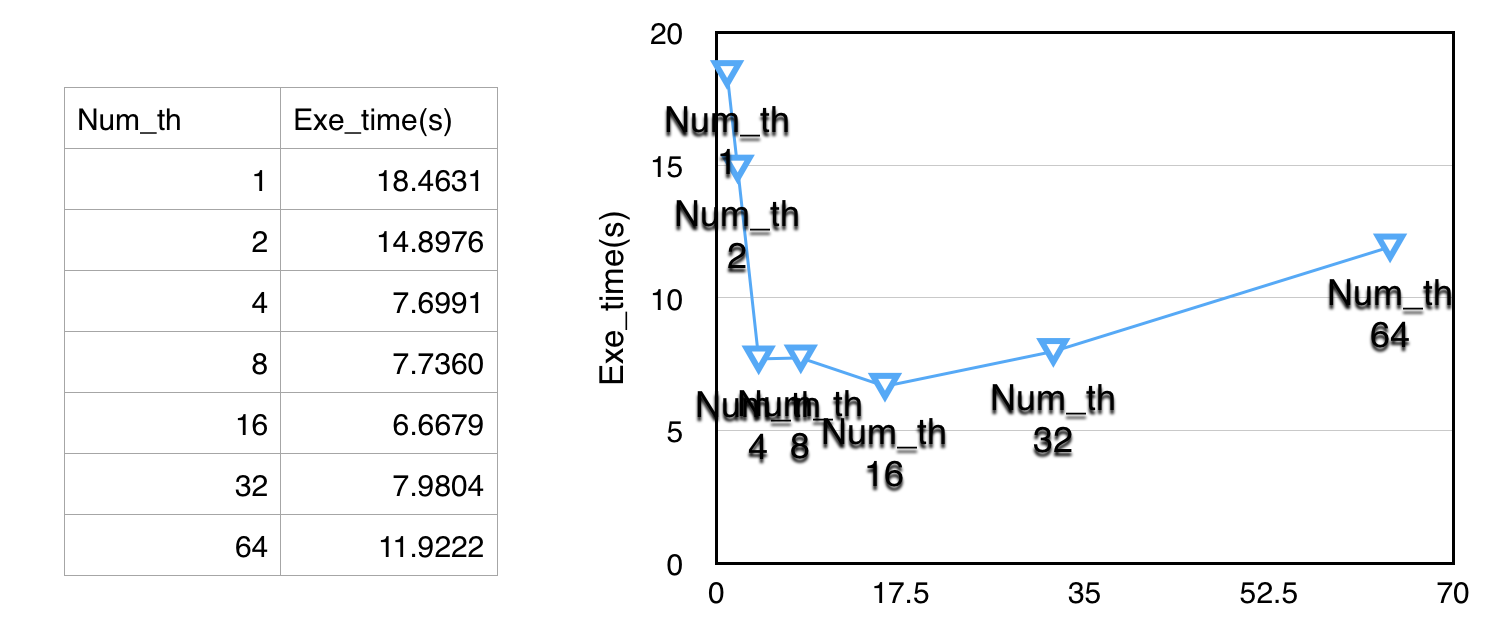 Num_th Exe_time(s)
1 18.4631
2 14.8976
4 7.6991
8 7.7360
16 6.6679
32 7.9804
64 11.9222
Exe_time(s)
20
15
10
5
0
0 17.5 35 52.5 70
Num_th
1
Num_th
2
Num_th
4
Num_th
8
Num_th
16
Num_th
32
Num_th
64